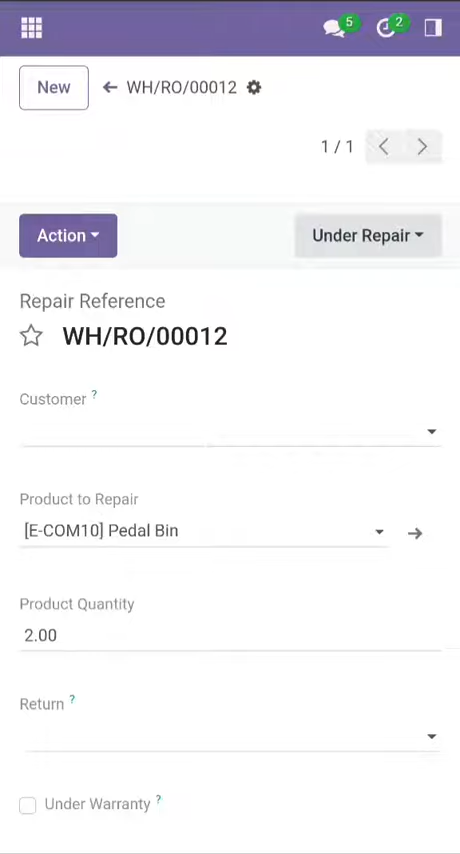 5 2
New WH/RO/00012
1 / 1
Action Under Repair
Repair Reference
WH/RO/00012
Customer ?
Product to Repair
[E-COM10] Pedal Bin
Product Quantity
2.00
Return ?
Under Warranty ?